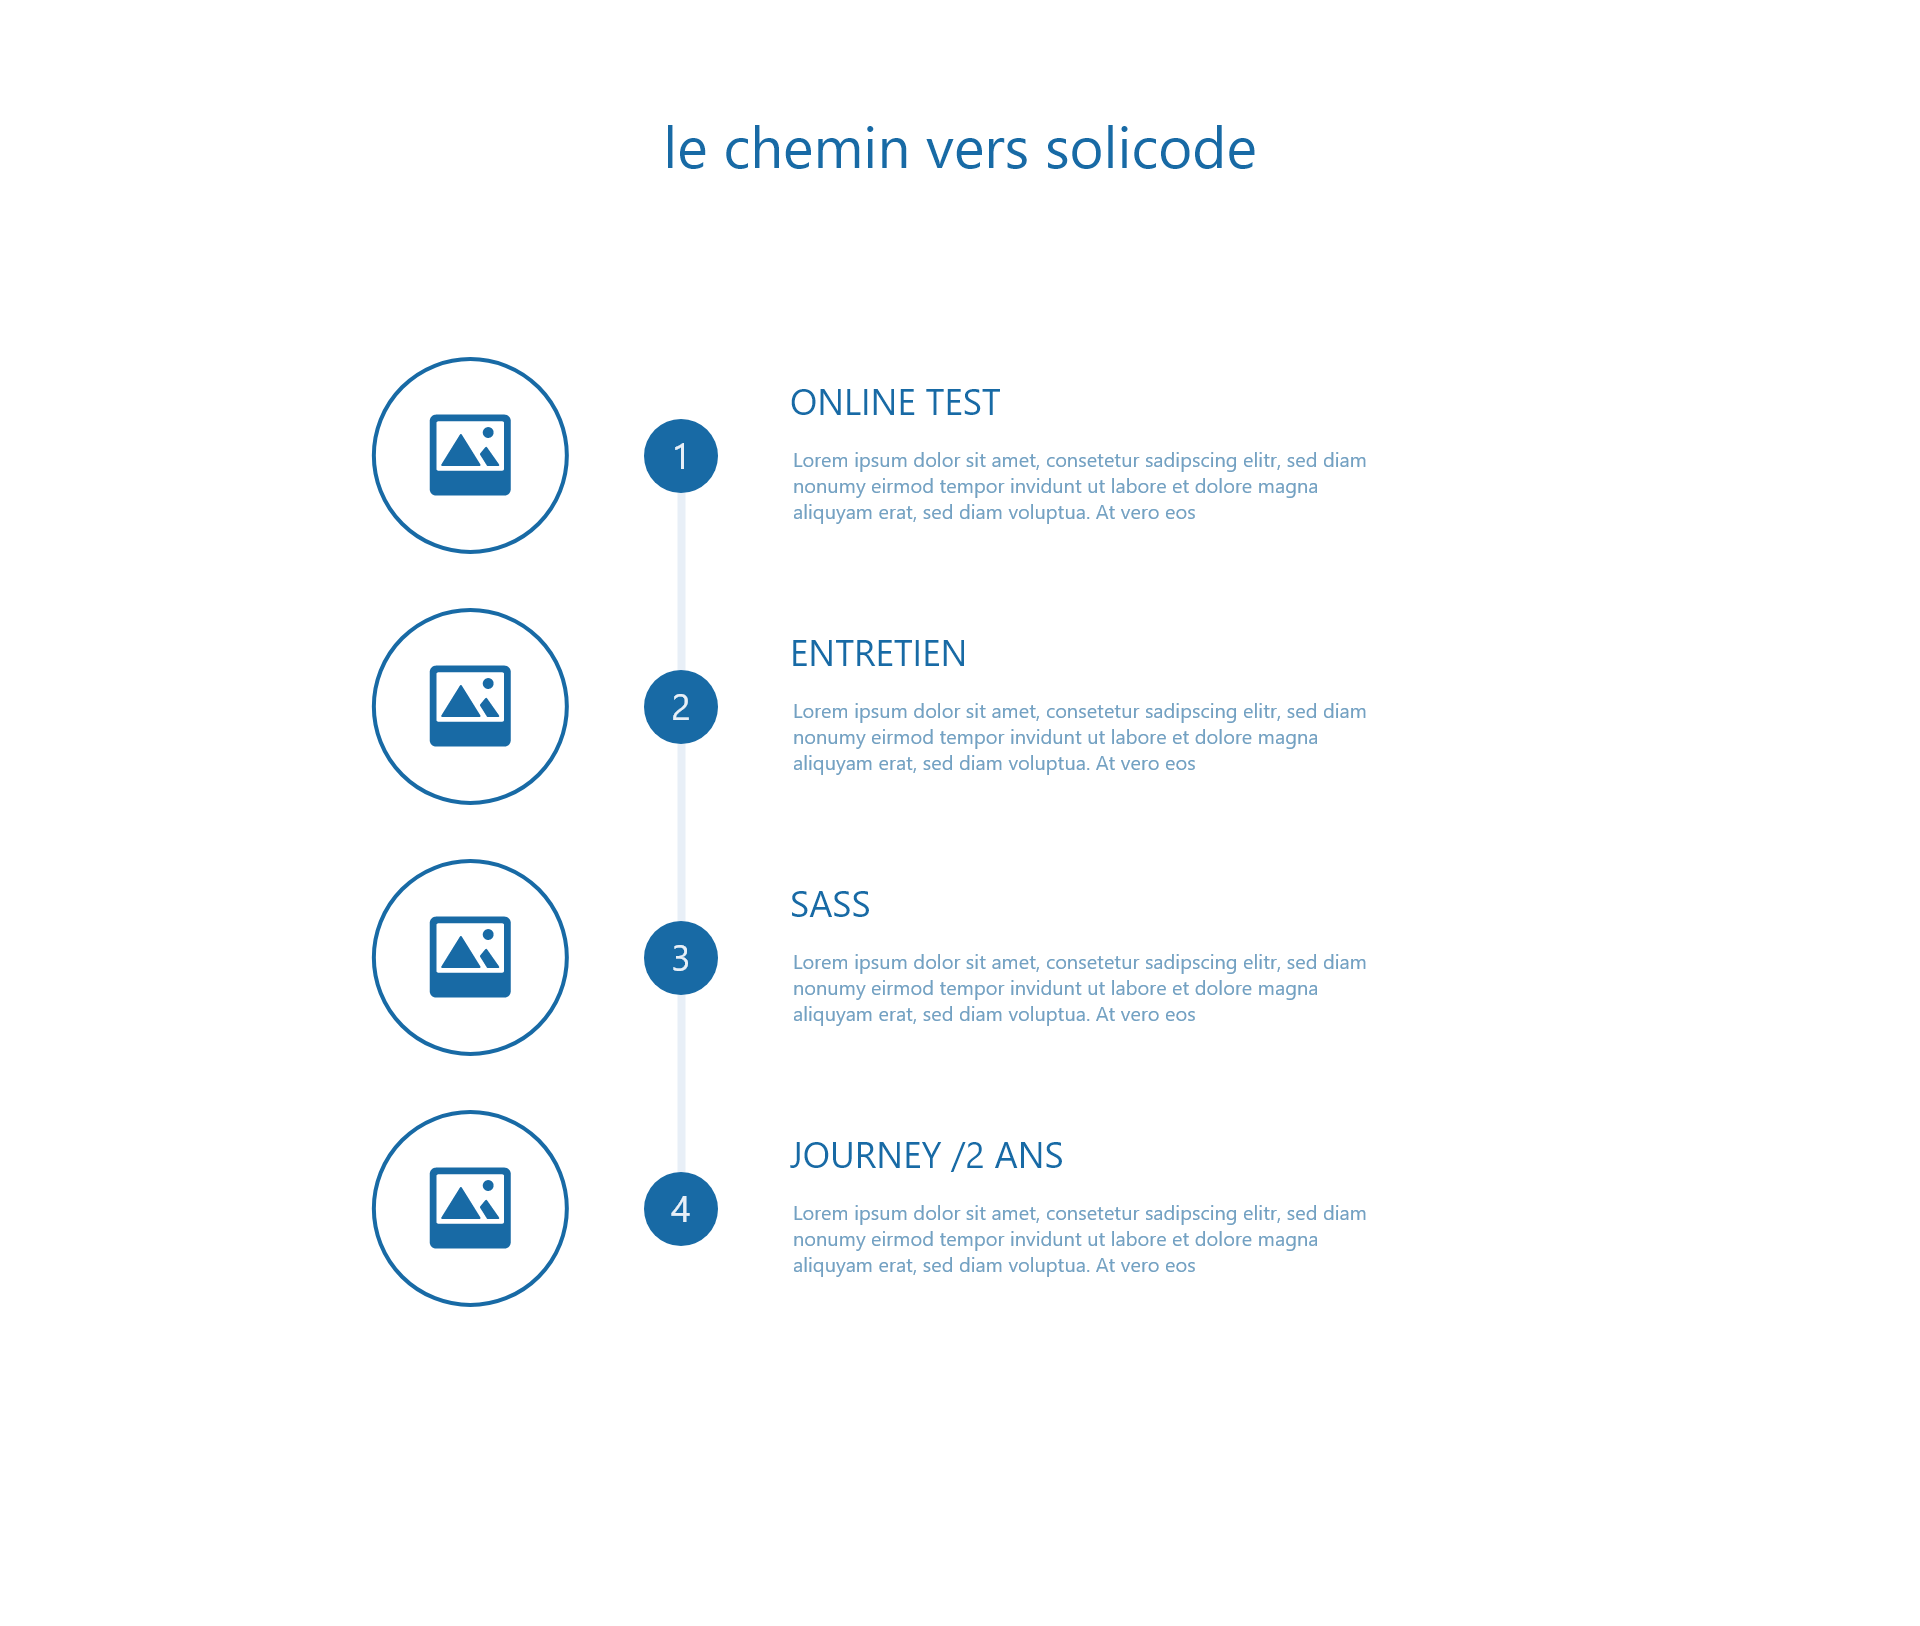 le chemin vers solicode
1
ONLINE TEST
Lorem ipsum dolor sit amet, consetetur sadipscing elitr, sed diam
nonumy eirmod tempor invidunt ut labore et dolore magna
aliquyam erat, sed diam voluptua. At vero eos
2
ENTRETIEN
Lorem ipsum dolor sit amet, consetetur sadipscing elitr, sed diam
nonumy eirmod tempor invidunt ut labore et dolore magna
aliquyam erat, sed diam voluptua. At vero eos
3
SASS
Lorem ipsum dolor sit amet, consetetur sadipscing elitr, sed diam
nonumy eirmod tempor invidunt ut labore et dolore magna
aliquyam erat, sed diam voluptua. At vero eos
4
JOURNEY /2 ANS
Lorem ipsum dolor sit amet, consetetur sadipscing elitr, sed diam
nonumy eirmod tempor invidunt ut labore et dolore magna
aliquyam erat, sed diam voluptua. At vero eos